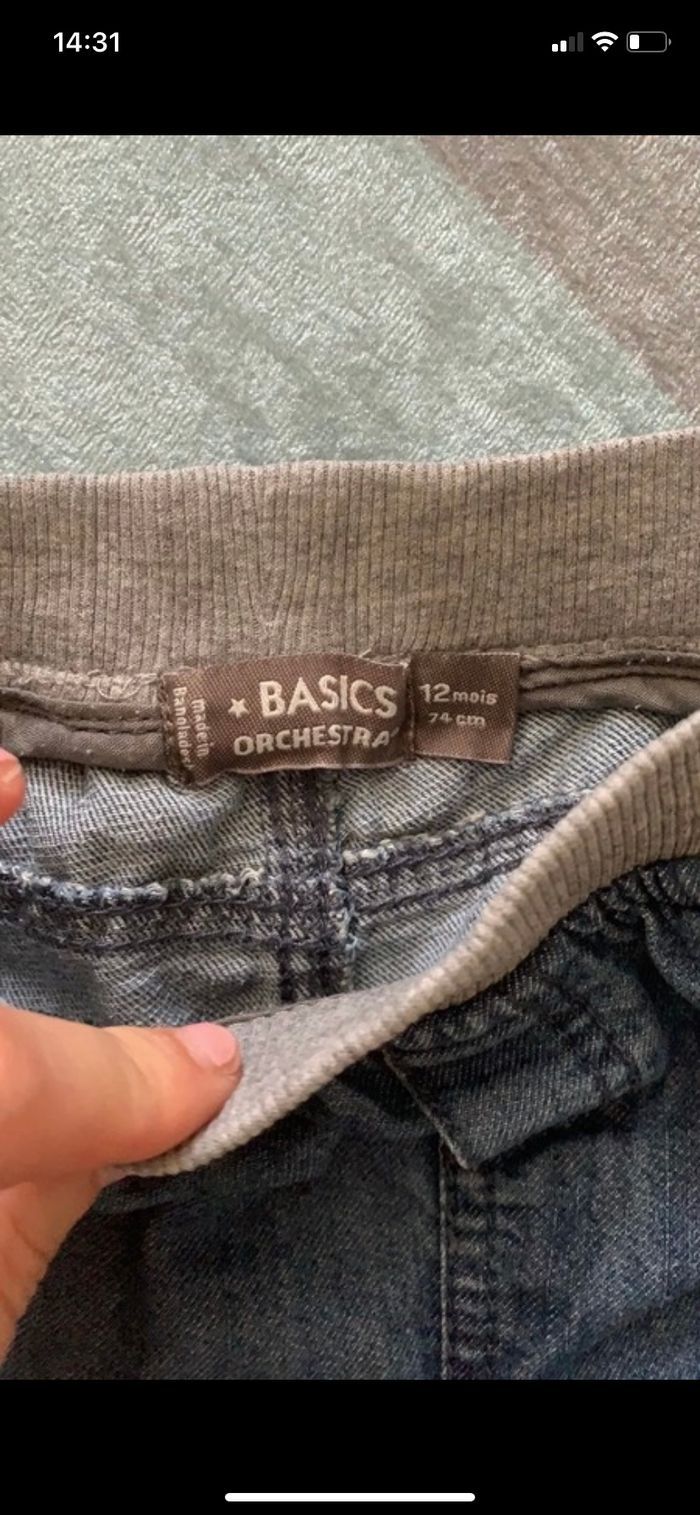 14:31
BASICS
ORCHESTRA
12 mois
74 cm
made in
Bangladesh